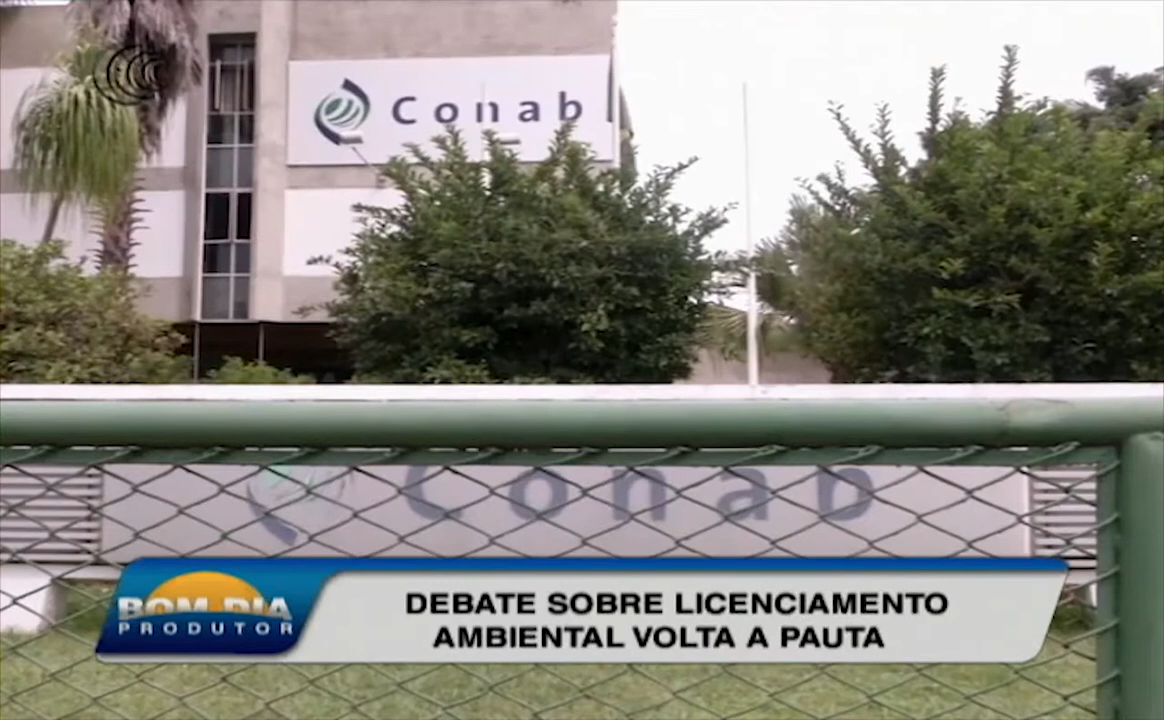 Conab
Conab
BOM DIA
PRODUTOR
DEBATE SOBRE LICENCIAMENTO
AMBIENTAL VOLTA A PAUTA